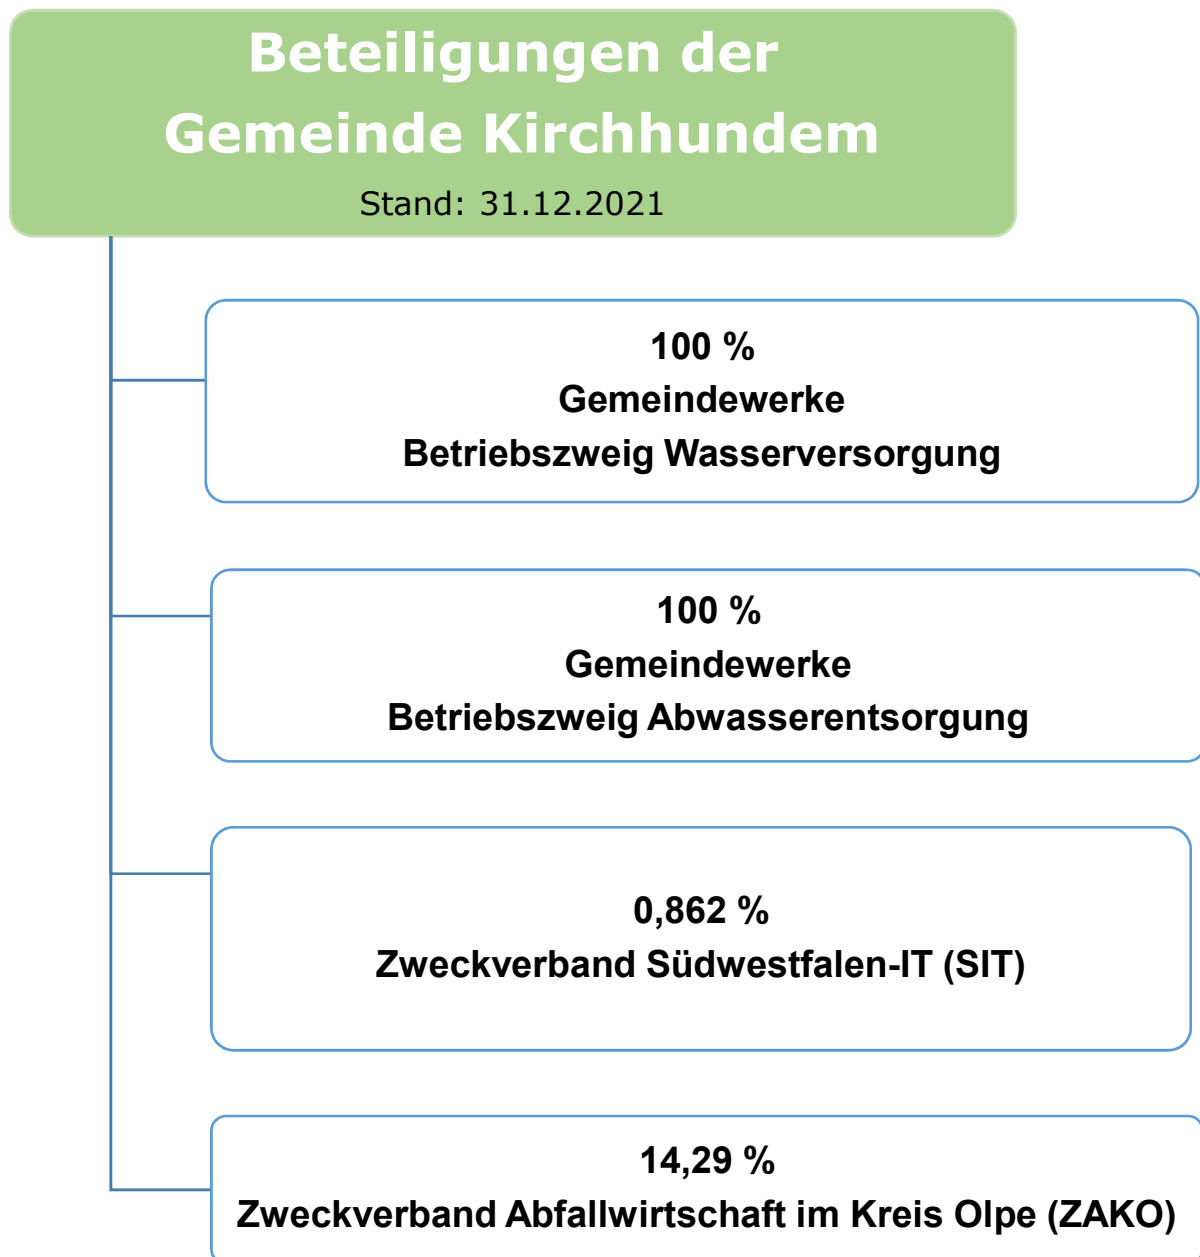 Beteiligungen der
Gemeinde Kirchhundem
Stand: 31.12.2021
100 %
Gemeindewerke
Betriebszweig Wasserversorgung
100 %
Gemeindewerke
Betriebszweig Abwasserentsorgung
0,862 %
Zweckverband Südwestfalen-IT (SIT)
14,29 %
Zweckverband Abfallwirtschaft im Kreis Olpe (ZAKO)